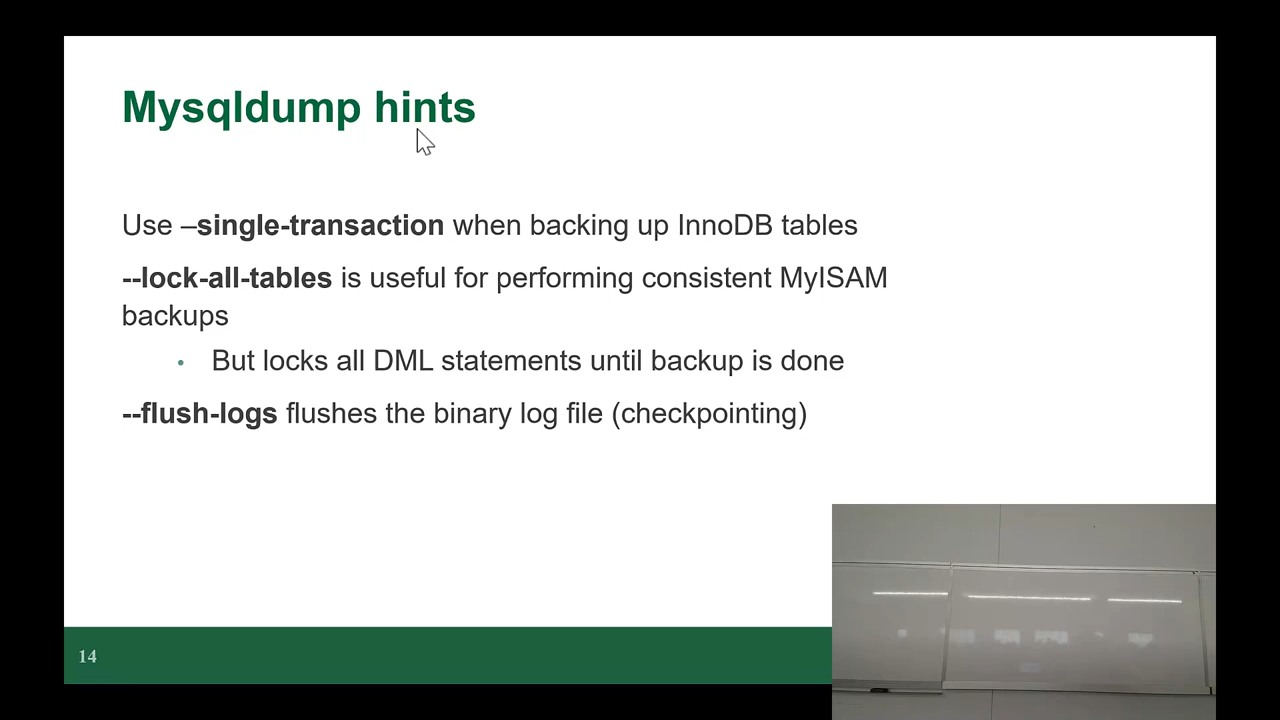 Mysqldump hints
Use –single-transaction when backing up InnoDB tables
--lock-all-tables is useful for performing consistent MyISAM
backups
• But locks all DML statements until backup is done
--flush-logs flushes the binary log file (checkpointing)
14